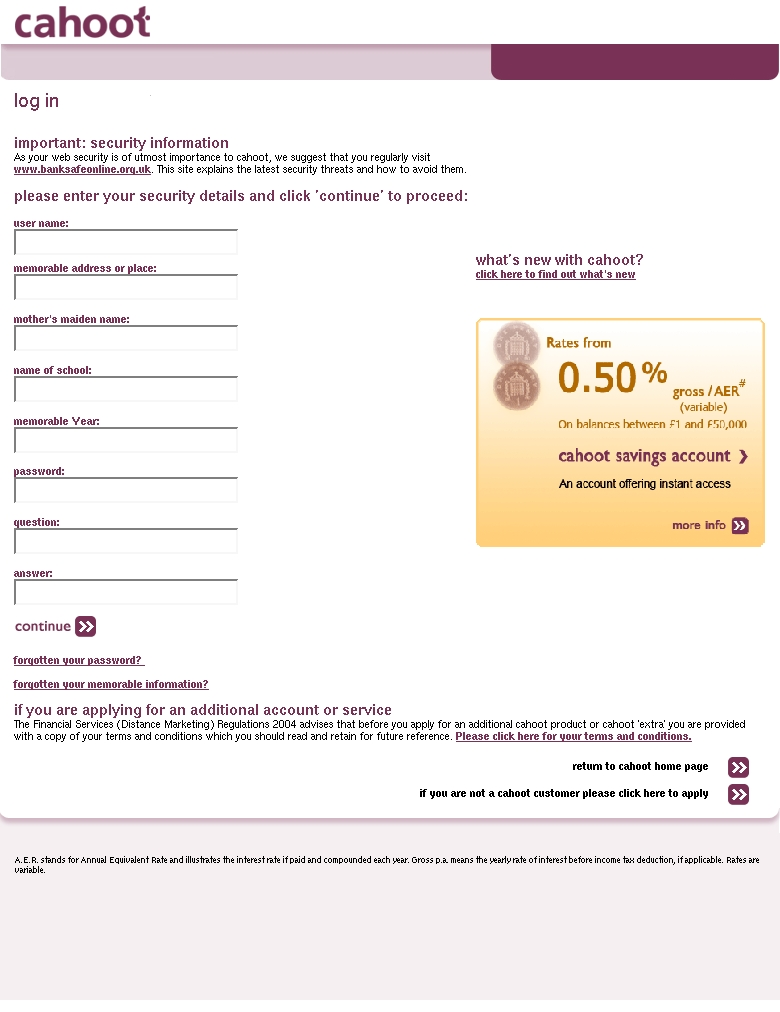 cahoot
log in
important: security information
As your web security is of utmost importance to cahoot, we suggest that you regularly visit
www.banksafeonline.org.uk. This site explains the latest security threats and how to avoid them.
please enter your security details and click 'continue' to proceed:
user name:
memorable address or place:
mother's maiden name:
name of school:
memorable Year:
password:
question:
answer:
continue
forgotten your password?
forgotten your memorable information?
what's new with cahoot?
click here to find out what's new
Rates from
0.50%
gross /AER#
(variable)
On balances between £1 and £50,000
cahoot savings account
An account offering instant access
more info
if you are applying for an additional account or service
The Financial Services (Distance Marketing) Regulations 2004 advises that before you apply for an additional cahoot product or cahoot 'extra' you are provided
with a copy of your terms and conditions which you should read and retain for future reference. Please click here for your terms and conditions.
return to cahoot home page
if you are not a cahoot customer please click here to apply
A.E.R. stands for Annual Equivalent Rate and illustrates the interest rate if paid and compounded each year. Gross p.a. means the yearly rate of interest before income tax deduction, if applicable. Rates are
variable.